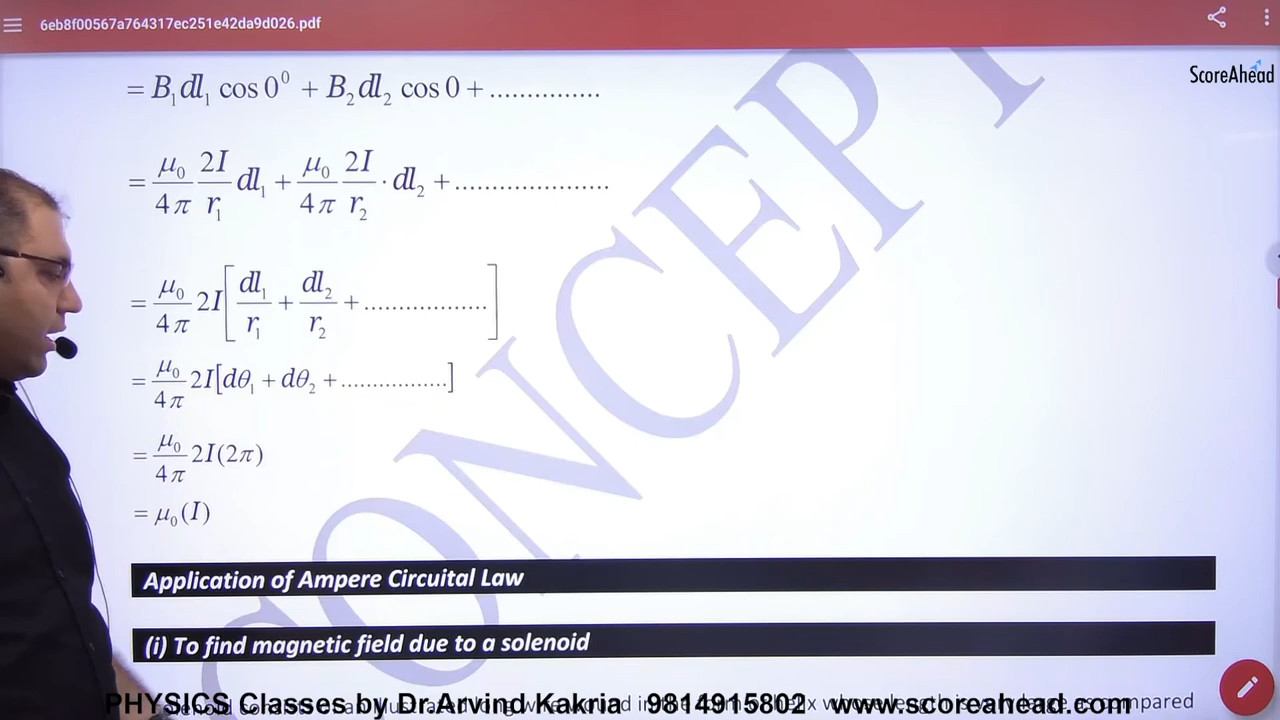 6eb8f00567a764317ec251e42da9d026.pdf
ScoreAhead
= B₁dl₁ cos 0⁰ + B₂dl₂ cos 0 + ...............
= μ₀/4π 2I/r₁ dl₁ + μ₀/4π 2I/r₂ · dl₂ + .....................
= μ₀/4π 2I[dl₁/r₁ + dl₂/r₂ + ..................]
= μ₀/4π 2I[dθ₁ + dθ₂ + ................]
= μ₀/4π 2I(2π)
= μ₀(I)
CONCEPT
Application of Ampere Circuital Law
(i) To find magnetic field due to a solenoid
PHYSICS Classes by Dr.Arvind Kakria 9814915802 www.scoreahead.com
compared